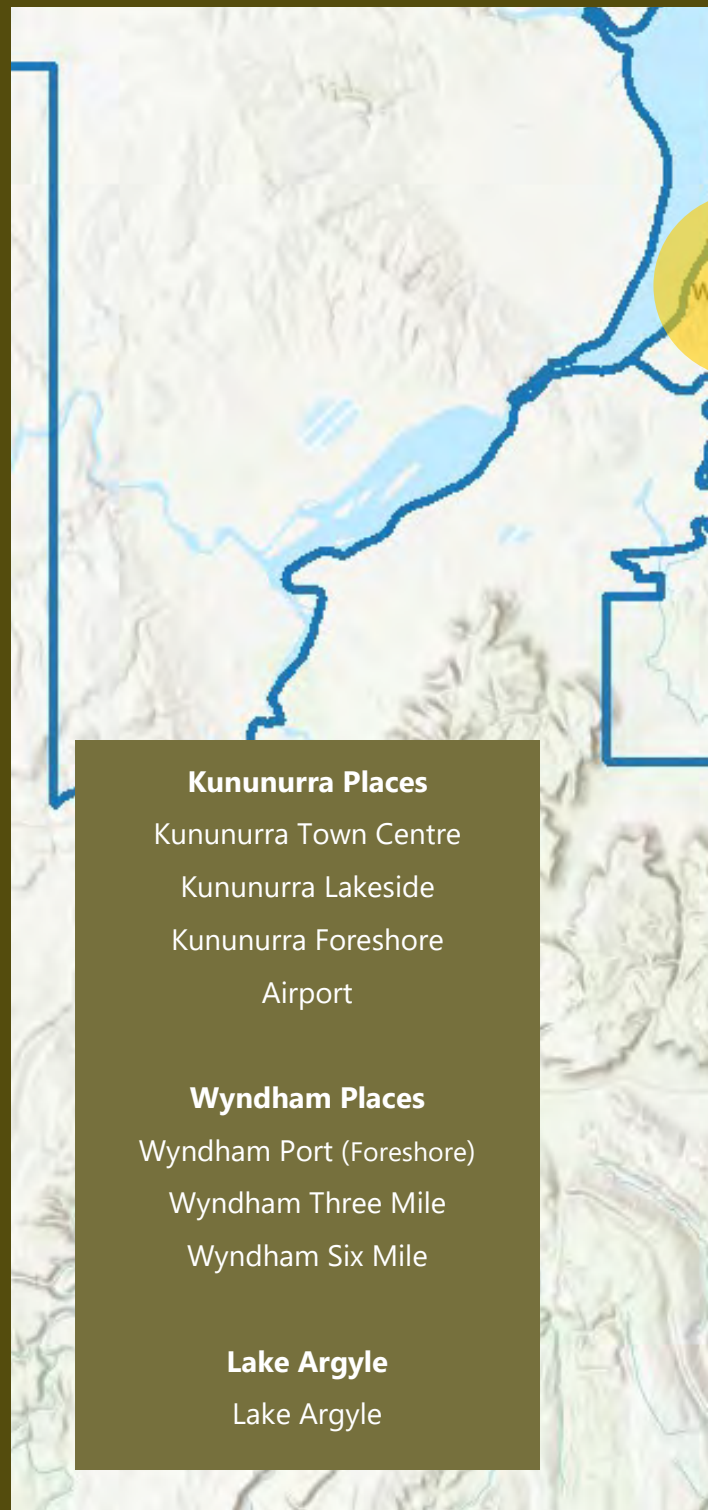 Kununurra Places
Kununurra Town Centre
Kununurra Lakeside
Kununurra Foreshore
Airport
Wyndham Places
Wyndham Port (Foreshore)
Wyndham Three Mile
Wyndham Six Mile
Lake Argyle
Lake Argyle